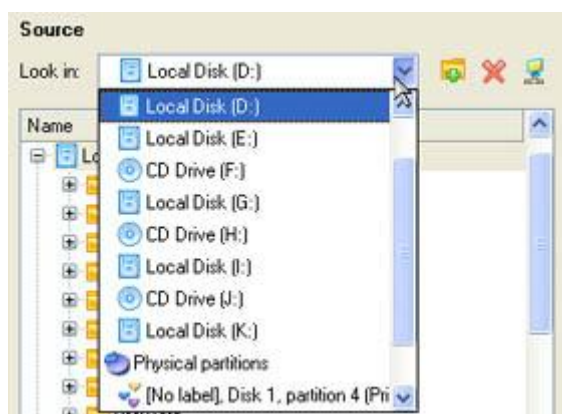 Source
Look in: Local Disk (D:)
Name
Local Disk (D:)
Local Disk (E:)
CD Drive (F:)
Local Disk (G:)
CD Drive (H:)
Local Disk (I:)
CD Drive (J:)
Local Disk (K:)
Physical partitions
[No label], Disk 1, partition 4 (Pri